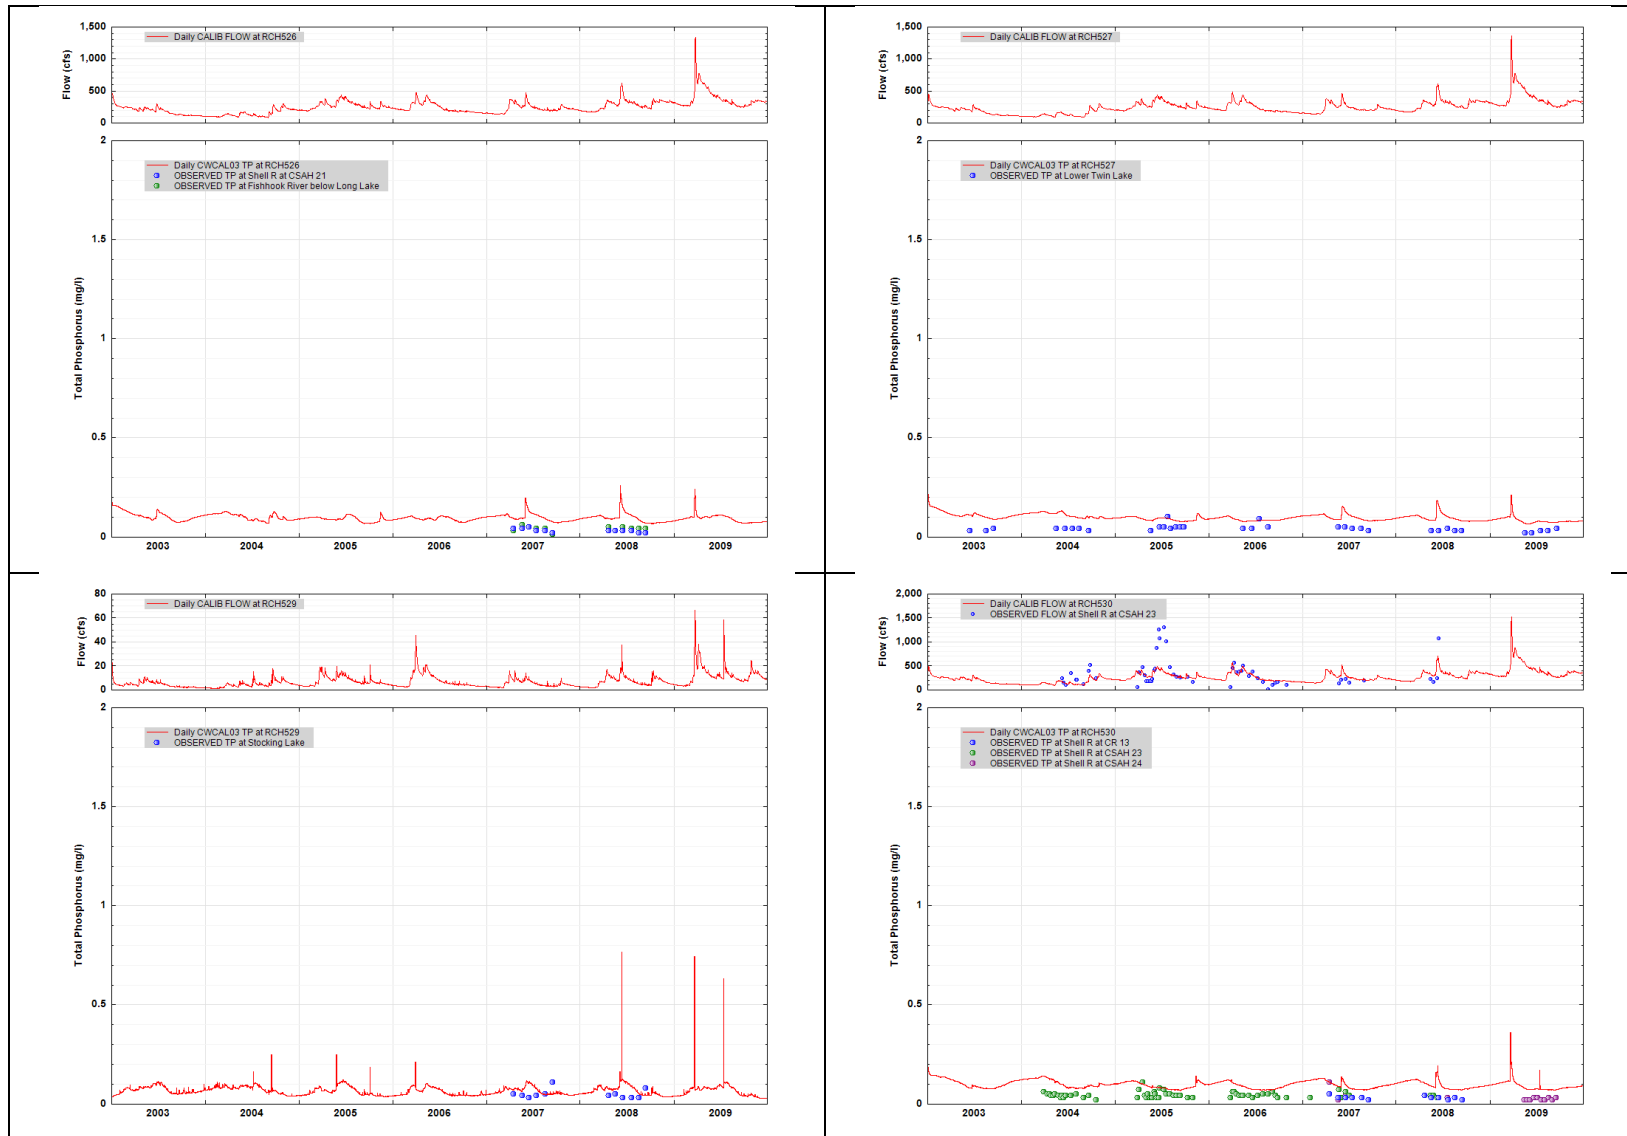 1,500
1,000
500
0
Flow (cfs)
Daily CALIB FLOW at RCH526
2
1.5
1
0.5
0
Total Phosphorus (mg/l)
Daily CWCAL03 TP at RCH526
OBSERVED TP at Shell R at CSAH 21
OBSERVED TP at Fishhook River below Long Lake
2003 2004 2005 2006 2007 2008 2009
1,500
1,000
500
0
Flow (cfs)
Daily CALIB FLOW at RCH527
2
1.5
1
0.5
0
Total Phosphorus (mg/l)
Daily CWCAL03 TP at RCH527
OBSERVED TP at Lower Twin Lake
2003 2004 2005 2006 2007 2008 2009
80
60
40
20
0
Flow (cfs)
Daily CALIB FLOW at RCH529
2
1.5
1
0.5
0
Total Phosphorus (mg/l)
Daily CWCAL03 TP at RCH529
OBSERVED TP at Stocking Lake
2003 2004 2005 2006 2007 2008 2009
2,000
1,500
1,000
500
0
Flow (cfs)
Daily CALIB FLOW at RCH530
OBSERVED FLOW at Shell R at CSAH 23
2
1.5
1
0.5
0
Total Phosphorus (mg/l)
Daily CWCAL03 TP at RCH530
OBSERVED TP at Shell R at CR 13
OBSERVED TP at Shell R at CSAH 23
OBSERVED TP at Shell R at CSAH 24
2003 2004 2005 2006 2007 2008 2009